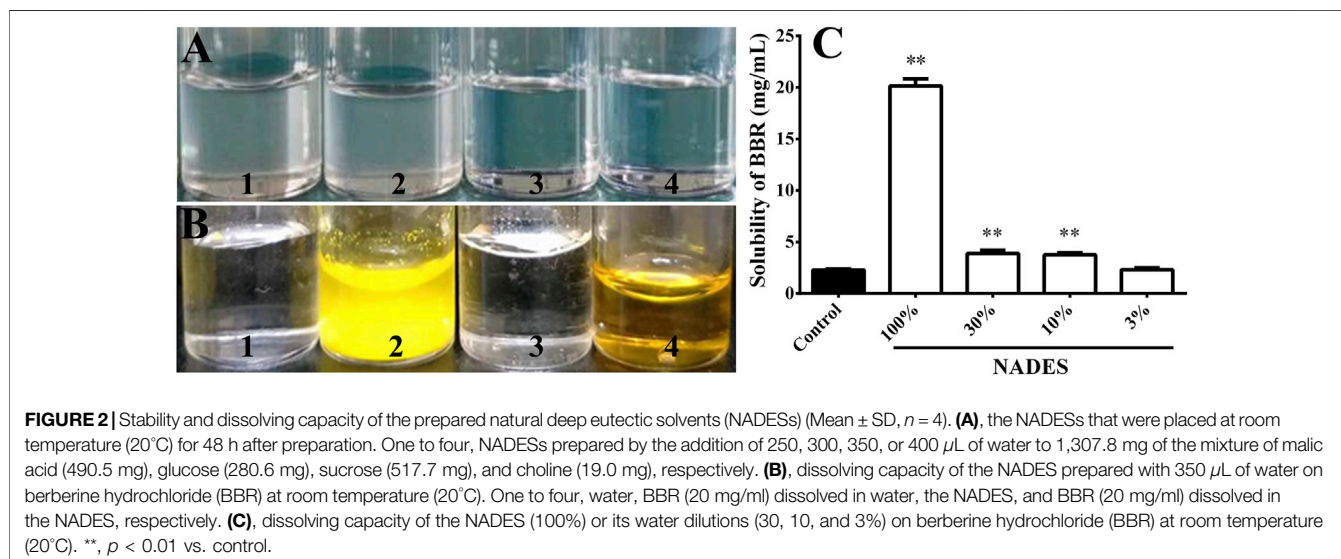 A
1 2 3 4
B
1 2 3 4
C
Solubility of BBR (mg/mL)
25
20
15
10
5
0
**
**
**
Control
100%
30%
10%
3%
NADES
FIGURE 2 | Stability and dissolving capacity of the prepared natural deep eutectic solvents (NADESs) (Mean ± SD, n = 4). (A), the NADESs that were placed at room
temperature (20°C) for 48 h after preparation. One to four, NADESs prepared by the addition of 250, 300, 350, or 400 μL of water to 1,307.8 mg of the mixture of malic
acid (490.5 mg), glucose (280.6 mg), sucrose (517.7 mg), and choline (19.0 mg), respectively. (B), dissolving capacity of the NADES prepared with 350 μL of water on
berberine hydrochloride (BBR) at room temperature (20°C). One to four, water, BBR (20 mg/ml) dissolved in water, the NADES, and BBR (20 mg/ml) dissolved in
the NADES, respectively. (C), dissolving capacity of the NADES (100%) or its water dilutions (30, 10, and 3%) on berberine hydrochloride (BBR) at room temperature
(20°C). **, p < 0.01 vs. control.